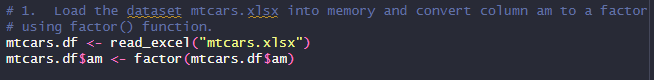 # 1.  Load the dataset mtcars.xlsx into memory and convert column am to a factor
# using factor() function.
mtcars.df <- read_excel("mtcars.xlsx")
mtcars.df$am <- factor(mtcars.df$am)